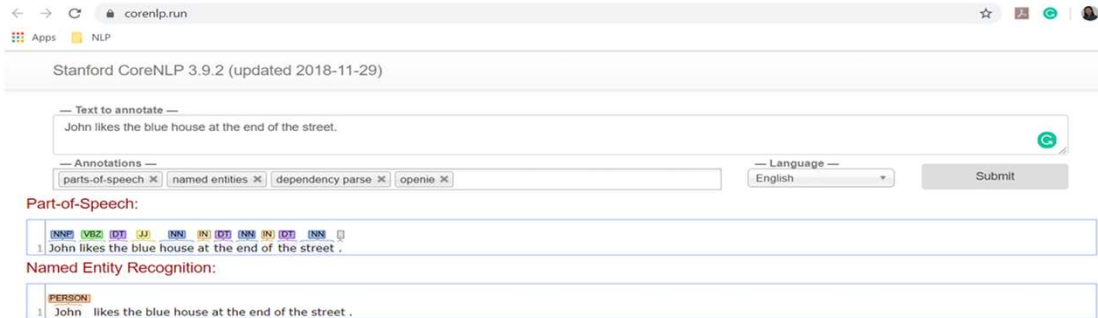 corenlp.run
Apps NLP
Stanford CoreNLP 3.9.2 (updated 2018-11-29)
— Text to annotate —
John likes the blue house at the end of the street.
— Annotations — — Language —
parts-of-speech × named entities × dependency parse × openie × English Submit
Part-of-Speech:
NNP VBZ DT JJ NN IN DT NN IN DT NN
1 John likes the blue house at the end of the street .
Named Entity Recognition:
PERSON
1 John likes the blue house at the end of the street .